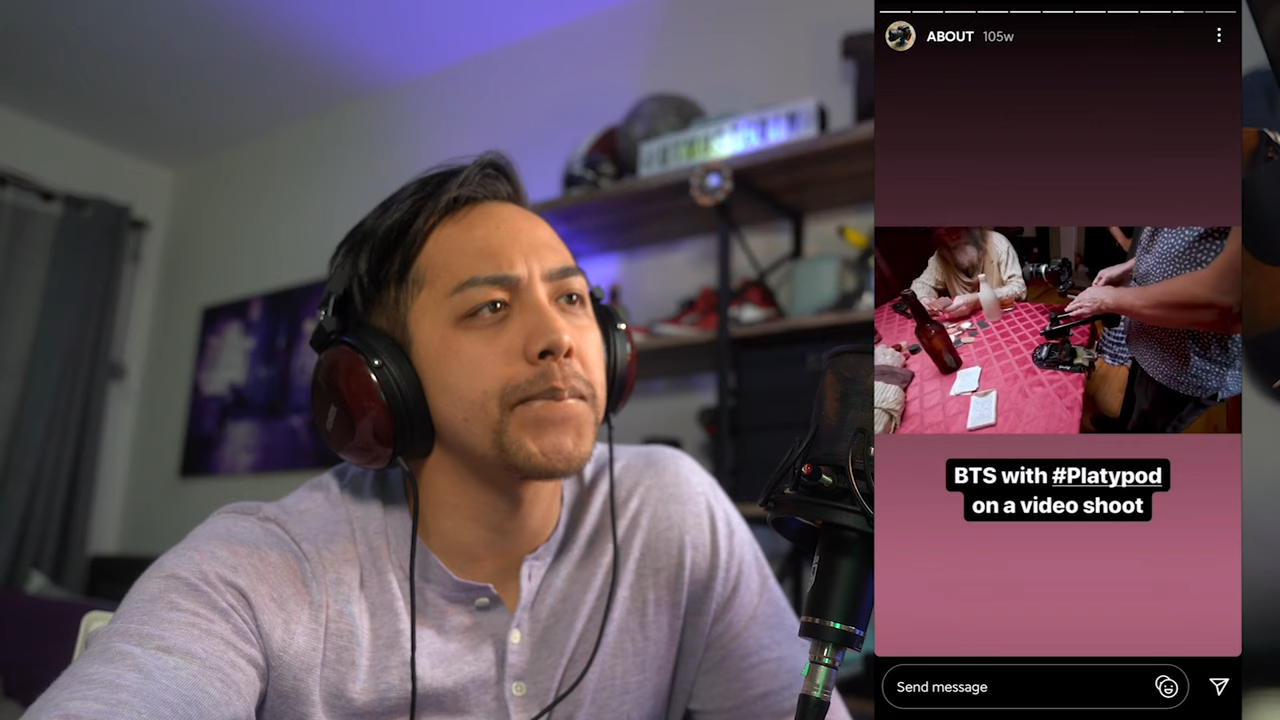 ABOUT 105w
BTS with #Platypod
on a video shoot
Send message